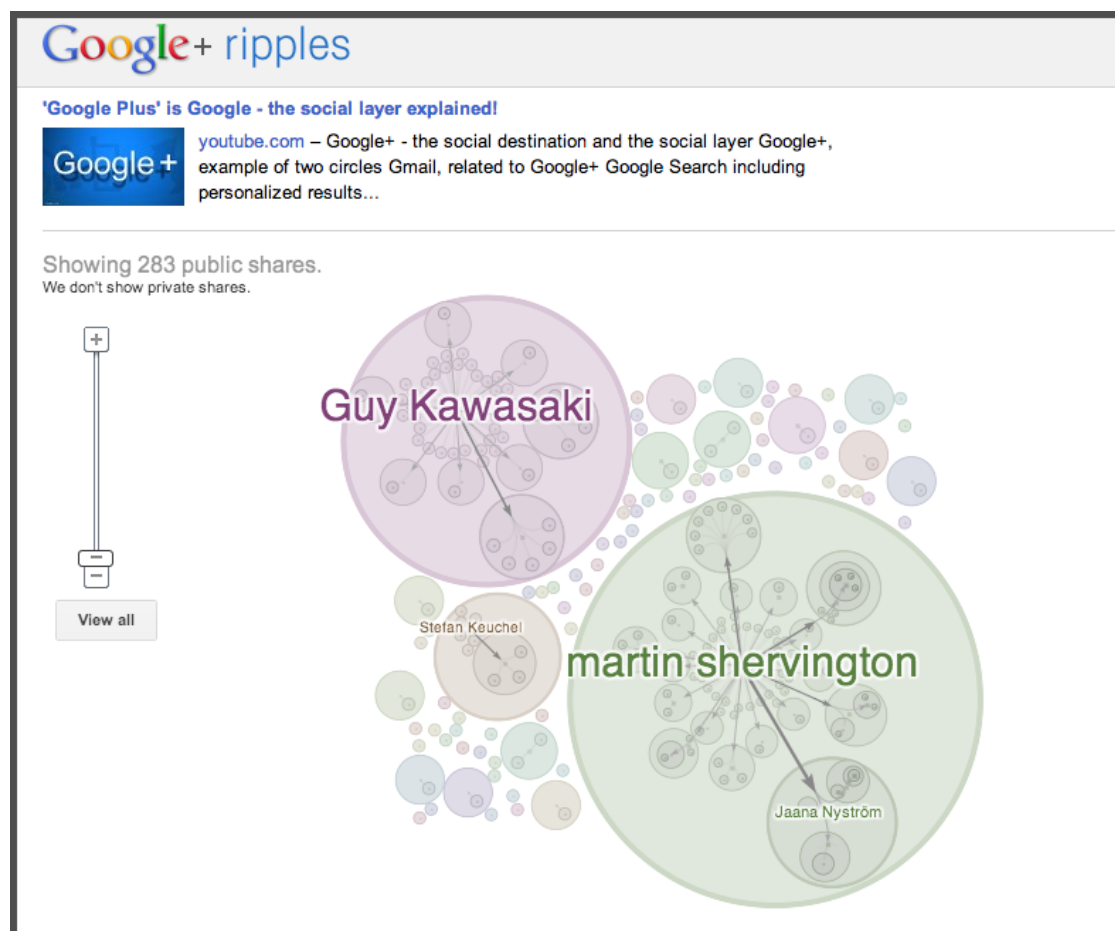 Google+ ripples
'Google Plus' is Google - the social layer explained!
Google+
youtube.com – Google+ - the social destination and the social layer Google+,
example of two circles Gmail, related to Google+ Google Search including
personalized results...
Showing 283 public shares.
We don't show private shares.
View all
Guy Kawasaki
Stefan Keuchel
martin shervington
Jaana Nyström